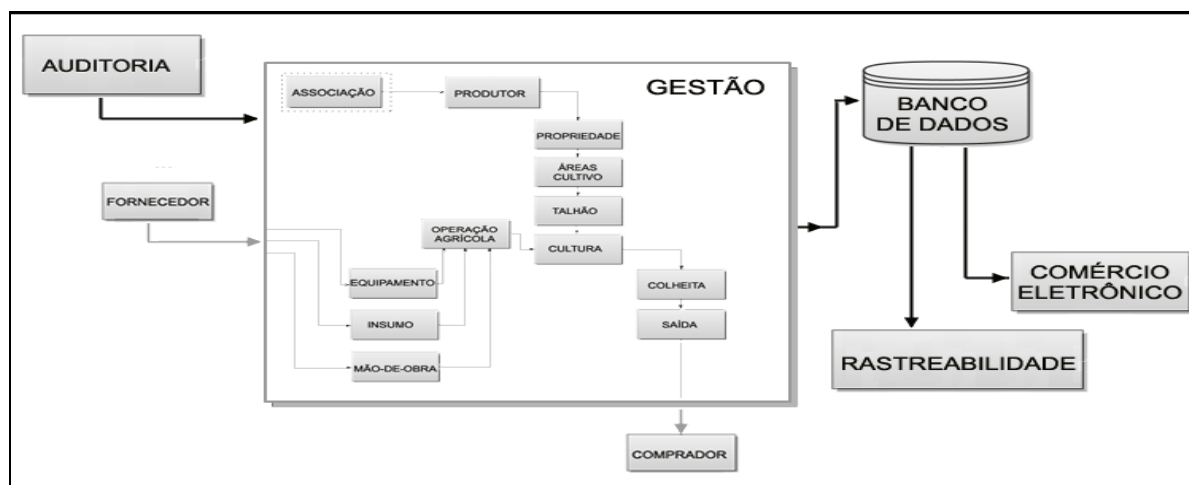 AUDITORIA
GESTÃO
ASSOCIAÇÃO
PRODUTOR
BANCO
DE DADOS
PROPRIEDADE
ÁREAS
CULTIVO
FORNECEDOR
TALHÃO
OPERAÇÃO
AGRÍCOLA
CULTURA
EQUIPAMENTO
COLHEITA
COMÉRCIO
ELETRÔNICO
INSUMO
SAÍDA
MÃO-DE-OBRA
RASTREABILIDADE
COMPRADOR